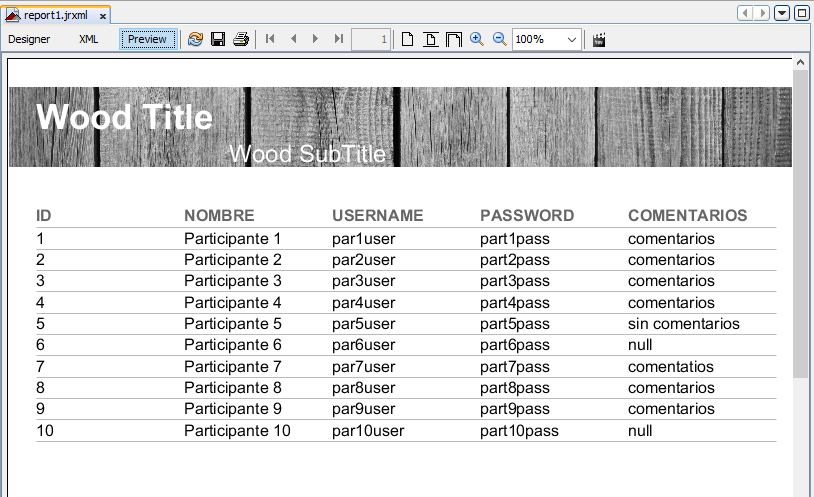 report1.jrxml
Designer XML Preview 1 100%
Wood Title
Wood SubTitle
ID NOMBRE USERNAME PASSWORD COMENTARIOS
1 Participante 1 par1user part1pass comentarios
2 Participante 2 par2user part2pass comentarios
3 Participante 3 par3user part3pass comentarios
4 Participante 4 par4user part4pass comentarios
5 Participante 5 par5user part5pass sin comentarios
6 Participante 6 par6user part6pass null
7 Participante 7 par7user part7pass comentatios
8 Participante 8 par8user part8pass comentarios
9 Participante 9 par9user part9pass comentarios
10 Participante 10 par10user part10pass null